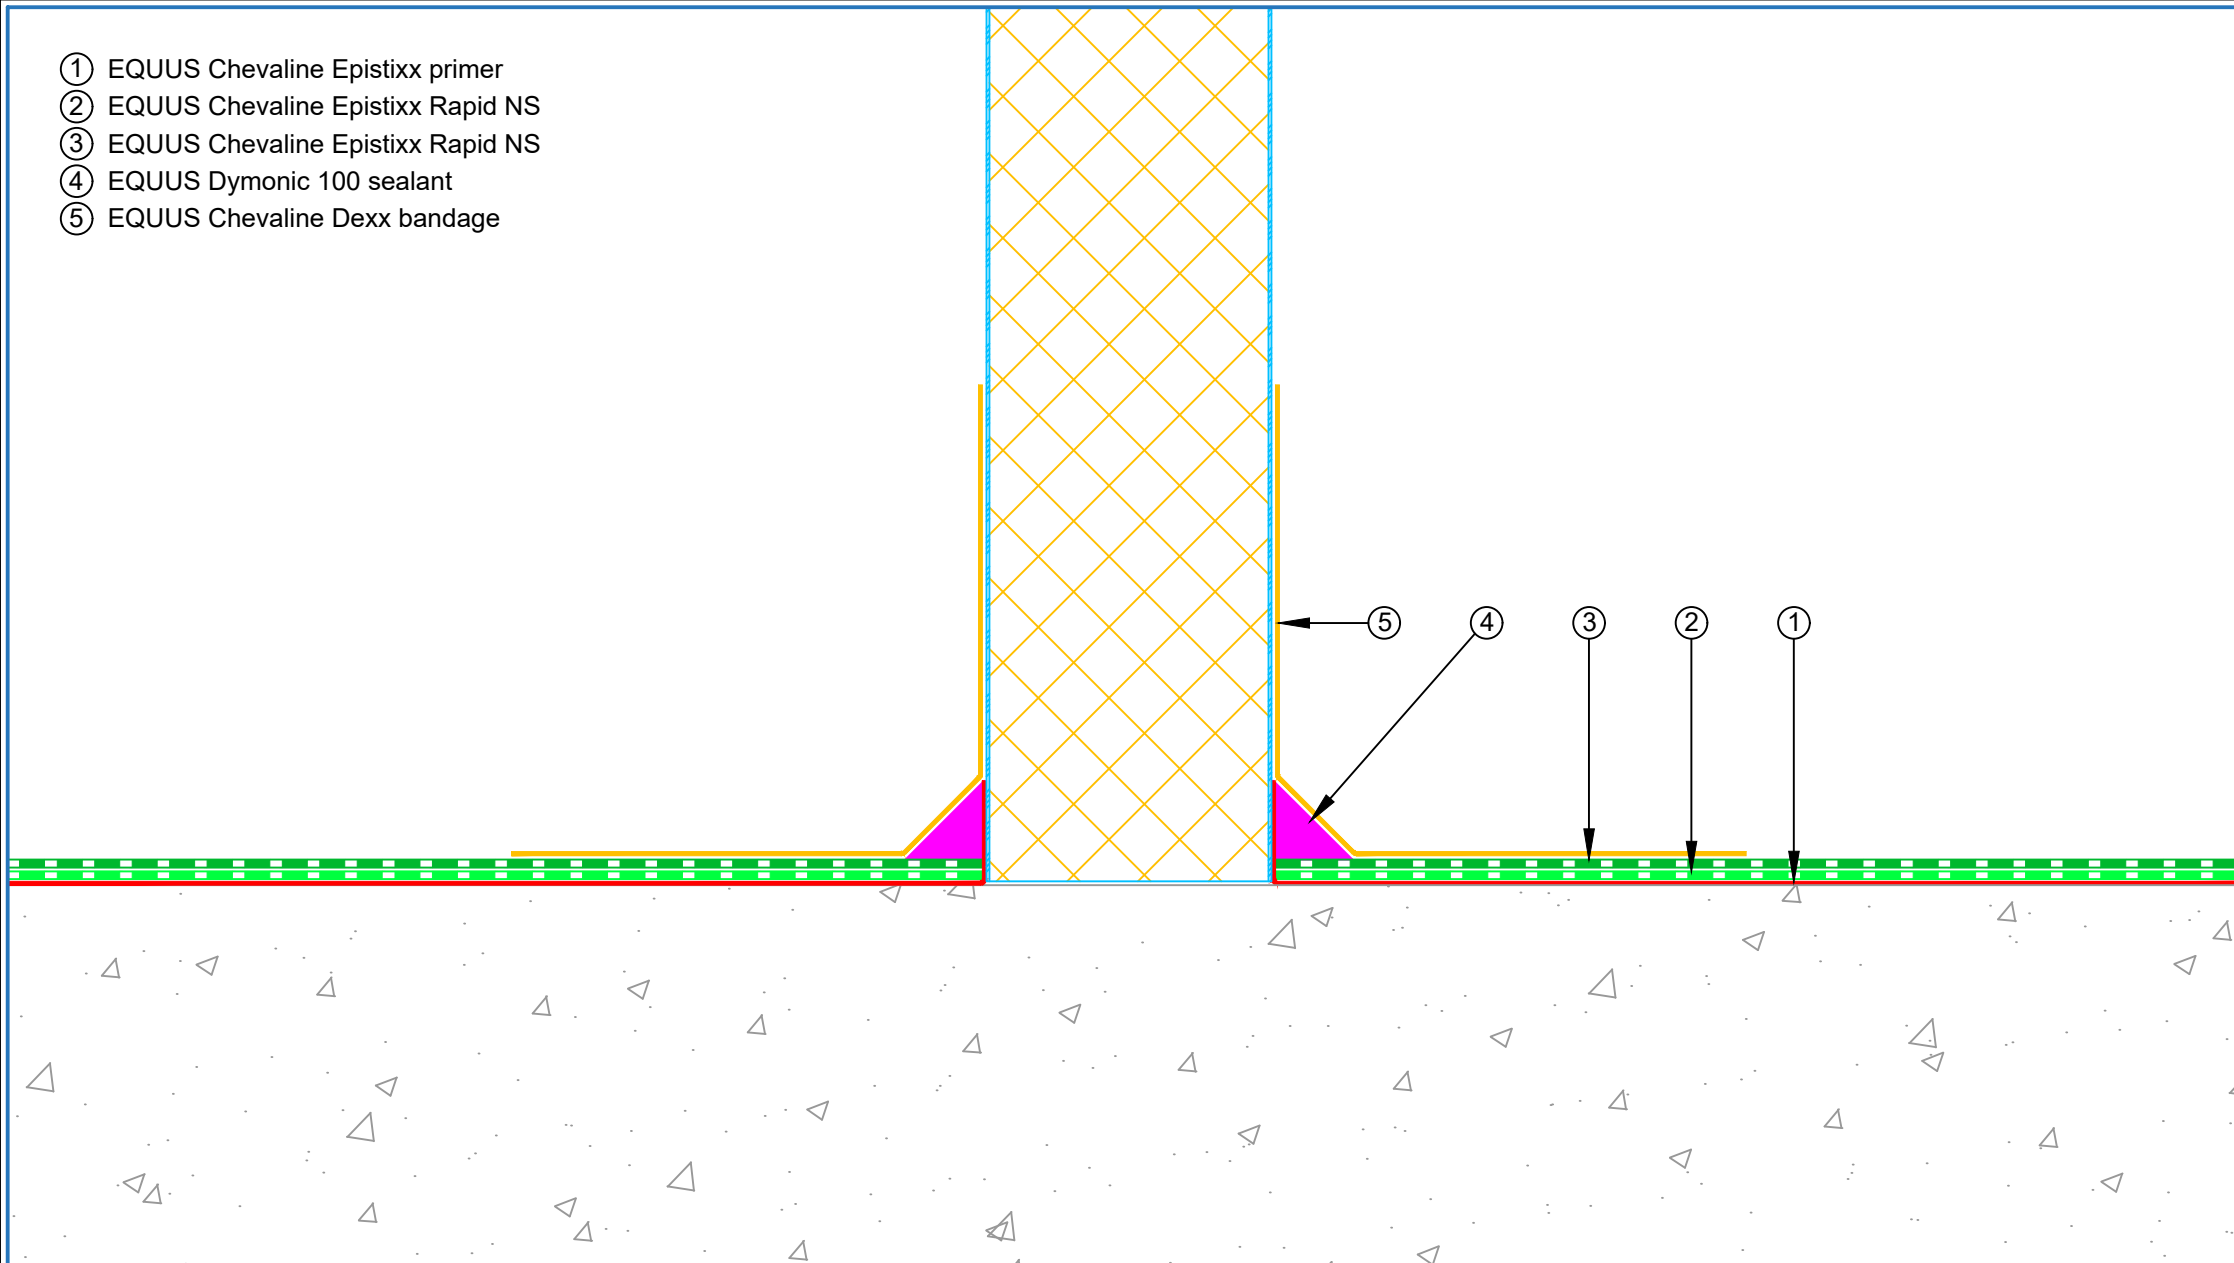 1 EQUUS Chevaline Epistixx primer
2 EQUUS Chevaline Epistixx Rapid NS
3 EQUUS Chevaline Epistixx Rapid NS
4 EQUUS Dymonic 100 sealant
5 EQUUS Chevaline Dexx bandage
5 4 3 2 1